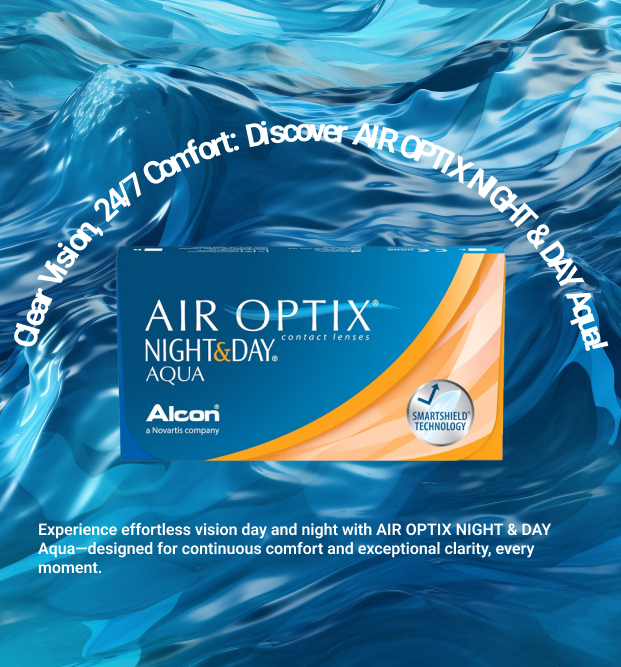 Clear Vision, 24/7 Comfort: Discover AIR OPTIX NIGHT & DAY Aqua!
AIR OPTIX®
contact lenses
NIGHT&DAY®
AQUA
Alcon®
a Novartis company
SMARTSHIELD™
TECHNOLOGY
Experience effortless vision day and night with AIR OPTIX NIGHT & DAY
Aqua—designed for continuous comfort and exceptional clarity, every
moment.